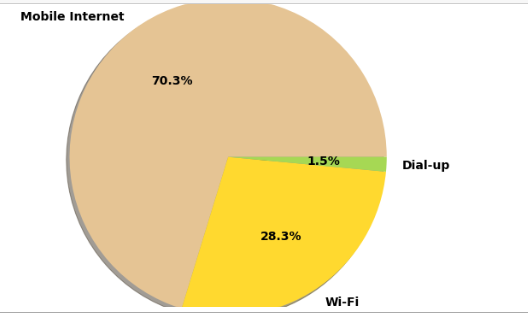 Mobile Internet
70.3%
1.5%
Dial-up
28.3%
Wi-Fi